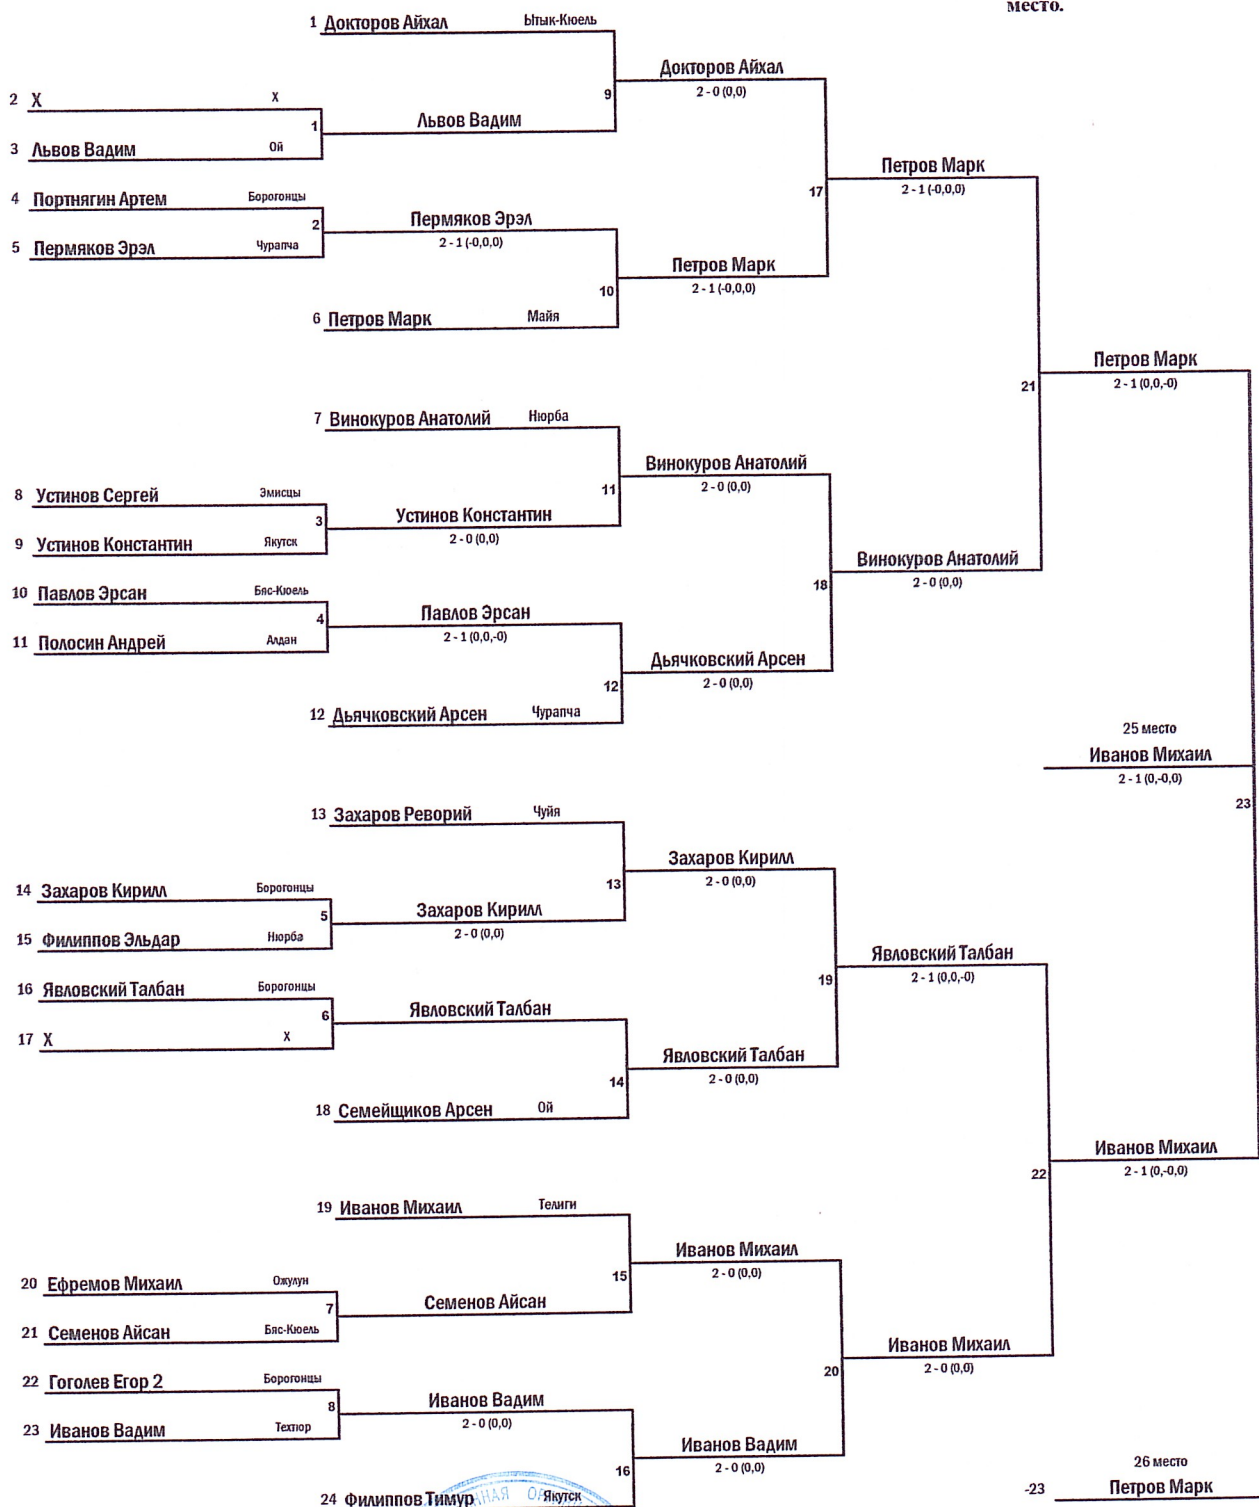 место.
1 Докторов Айхал Ытык-Кюель
Докторов Айхал
2 - 0 (0,0)
9
2 X X
1
Львов Вадим
3 Львов Вадим Ой
Петров Марк
2 - 1 (-0,0,0)
17
4 Портнягин Артем Борогонцы
2
Пермяков Эрэл
2 - 1 (-0,0,0)
5 Пермяков Эрэл Чурапча
Петров Марк
2 - 1 (-0,0,0)
10
6 Петров Марк Майя
Петров Марк
2 - 1 (0,0,-0)
21
7 Винокуров Анатолий Нюрба
Винокуров Анатолий
2 - 0 (0,0)
11
8 Устинов Сергей Эмисцы
3
Устинов Константин
2 - 0 (0,0)
9 Устинов Константин Якутск
Винокуров Анатолий
2 - 0 (0,0)
18
10 Павлов Эрсан Бяс-Кюель
4
Павлов Эрсан
2 - 1 (0,0,-0)
11 Полосин Андрей Алдан
Дьячковский Арсен
2 - 0 (0,0)
12
12 Дьячковский Арсен Чурапча
25 место
Иванов Михаил
2 - 1 (0,-0,0)
23
13 Захаров Реворий Чуйя
Захаров Кирилл
2 - 0 (0,0)
13
14 Захаров Кирилл Борогонцы
5
Захаров Кирилл
2 - 0 (0,0)
15 Филиппов Эльдар Нюрба
Явловский Талбан
2 - 1 (0,0,-0)
19
16 Явловский Талбан Борогонцы
6
Явловский Талбан
17 X X
Явловский Талбан
2 - 0 (0,0)
14
18 Семейщиков Арсен Ой
Иванов Михаил
2 - 1 (0,-0,0)
22
19 Иванов Михаил Телиги
Иванов Михаил
2 - 0 (0,0)
15
20 Ефремов Михаил Ожулун
7
Семенов Айсан
21 Семенов Айсан Бяс-Кюель
Иванов Михаил
2 - 0 (0,0)
20
22 Гоголев Егор 2 Борогонцы
8
Иванов Вадим
2 - 0 (0,0)
23 Иванов Вадим Техтюр
Иванов Вадим
2 - 0 (0,0)
16
24 Филиппов Тимур Якутск
26 место
-23 Петров Марк